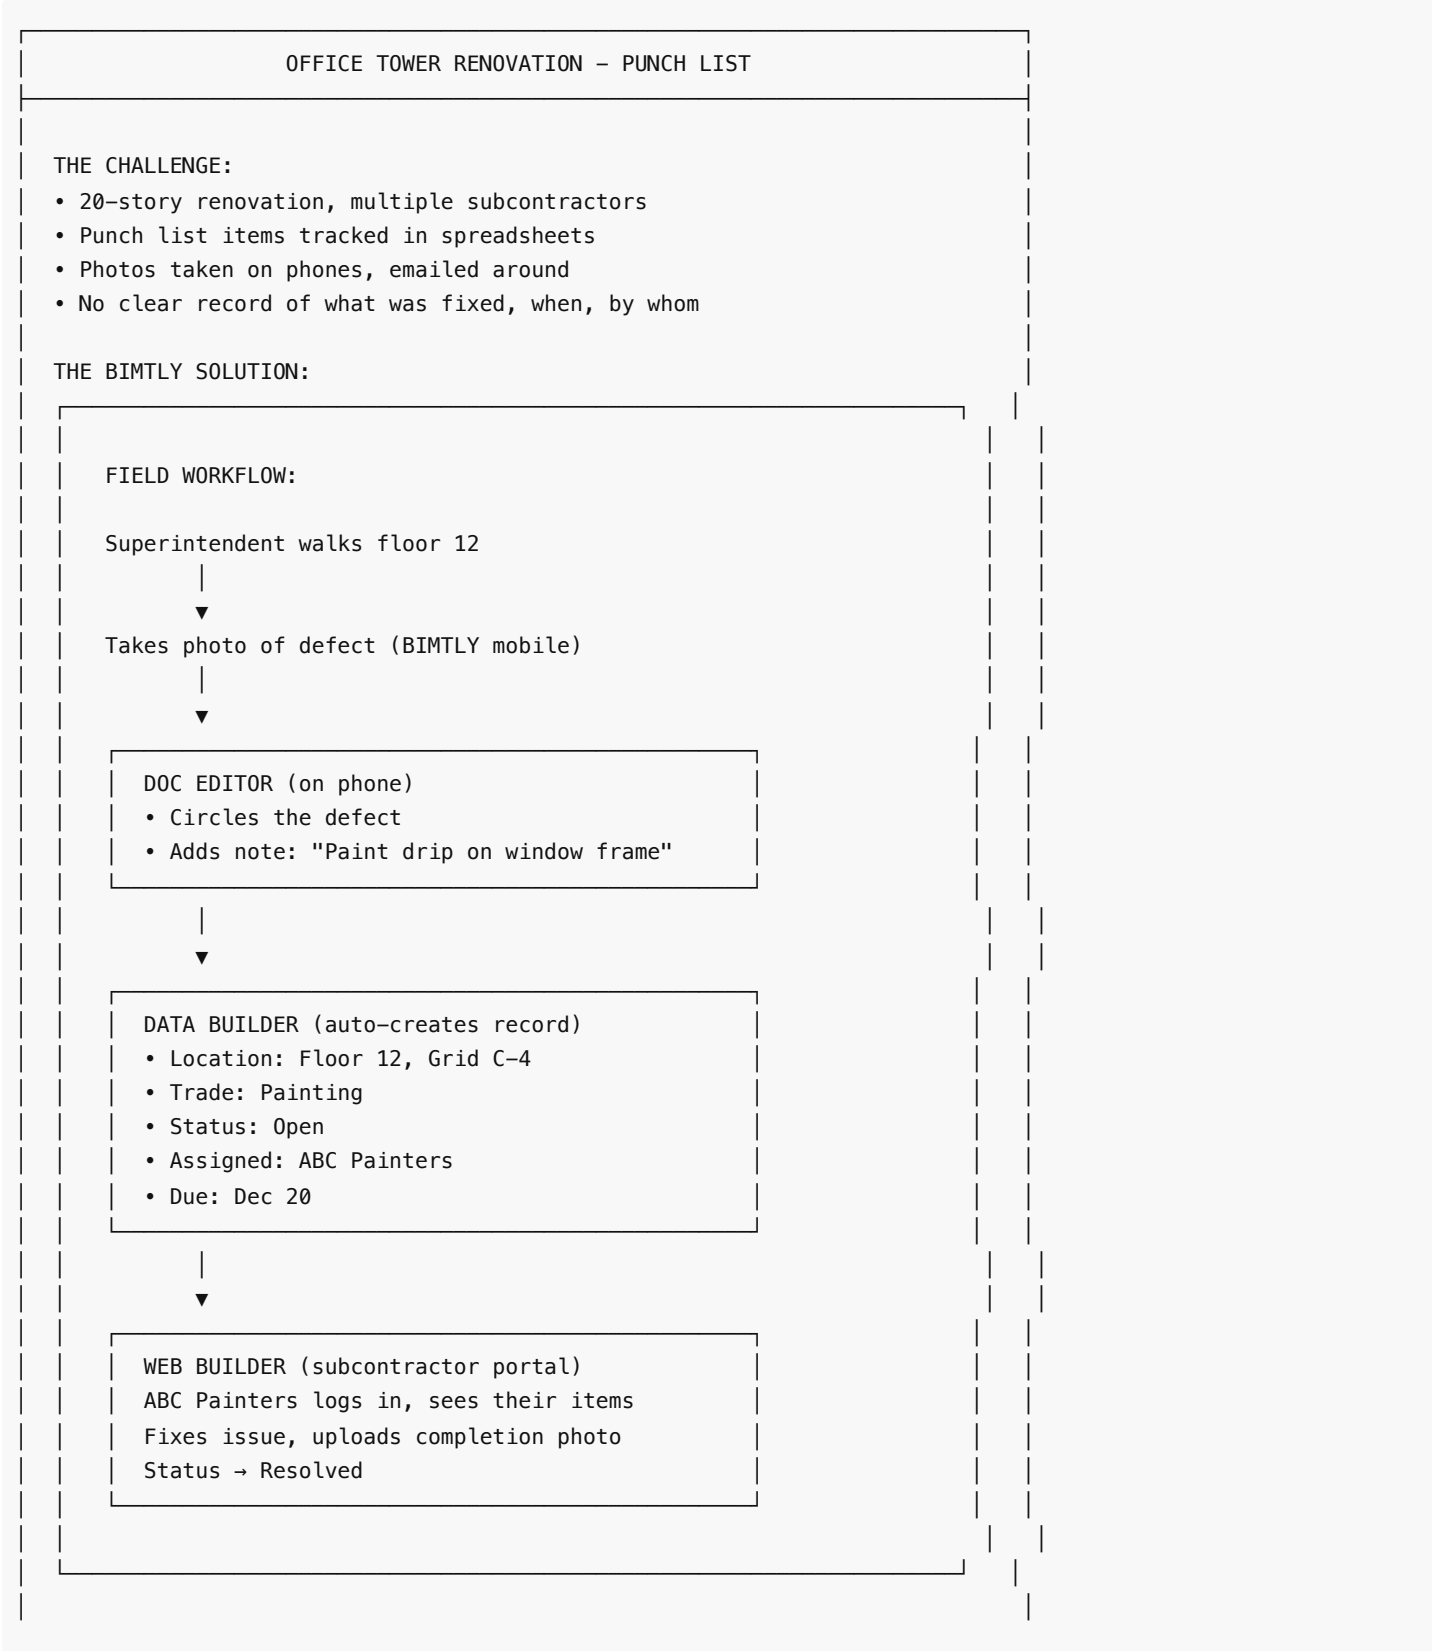 OFFICE TOWER RENOVATION – PUNCH LIST
THE CHALLENGE:
• 20-story renovation, multiple subcontractors
• Punch list items tracked in spreadsheets
• Photos taken on phones, emailed around
• No clear record of what was fixed, when, by whom
THE BIMTLY SOLUTION:
FIELD WORKFLOW:
Superintendent walks floor 12
▼
Takes photo of defect (BIMTLY mobile)
▼
DOC EDITOR (on phone)
• Circles the defect
• Adds note: "Paint drip on window frame"
▼
DATA BUILDER (auto-creates record)
• Location: Floor 12, Grid C-4
• Trade: Painting
• Status: Open
• Assigned: ABC Painters
• Due: Dec 20
▼
WEB BUILDER (subcontractor portal)
ABC Painters logs in, sees their items
Fixes issue, uploads completion photo
Status → Resolved